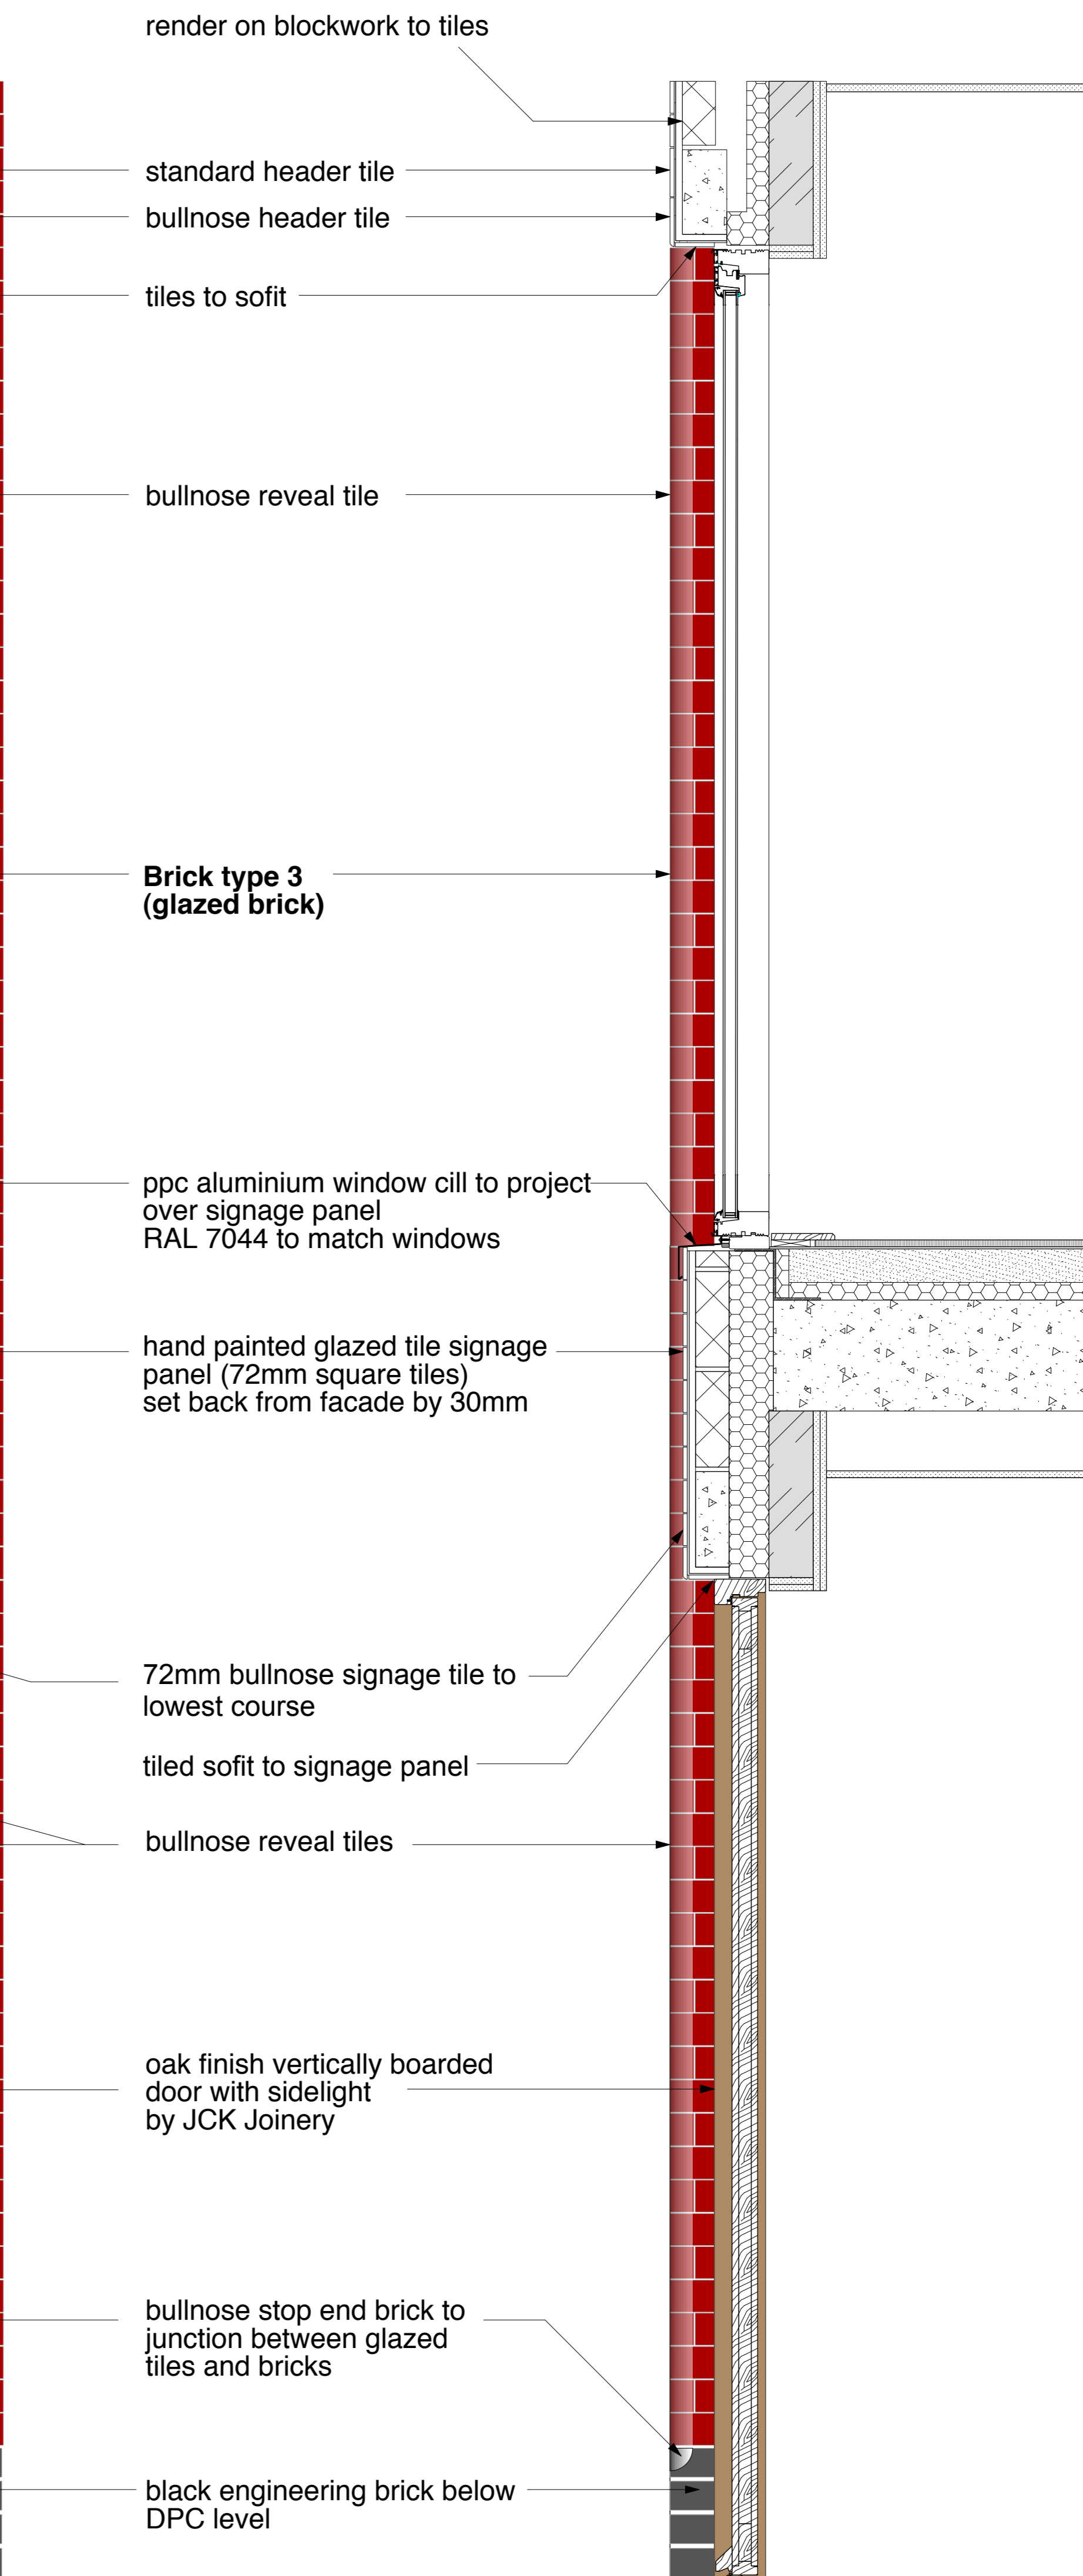 render on blockwork to tiles
standard header tile
bullnose header tile
tiles to sofit
bullnose reveal tile
Brick type 3
(glazed brick)
ppc aluminium window cill to project
over signage panel
RAL 7044 to match windows
hand painted glazed tile signage
panel (72mm square tiles)
set back from facade by 30mm
72mm bullnose signage tile to
lowest course
tiled sofit to signage panel
bullnose reveal tiles
oak finish vertically boarded
door with sidelight
by JCK Joinery
bullnose stop end brick to
junction between glazed
tiles and bricks
black engineering brick below
DPC level